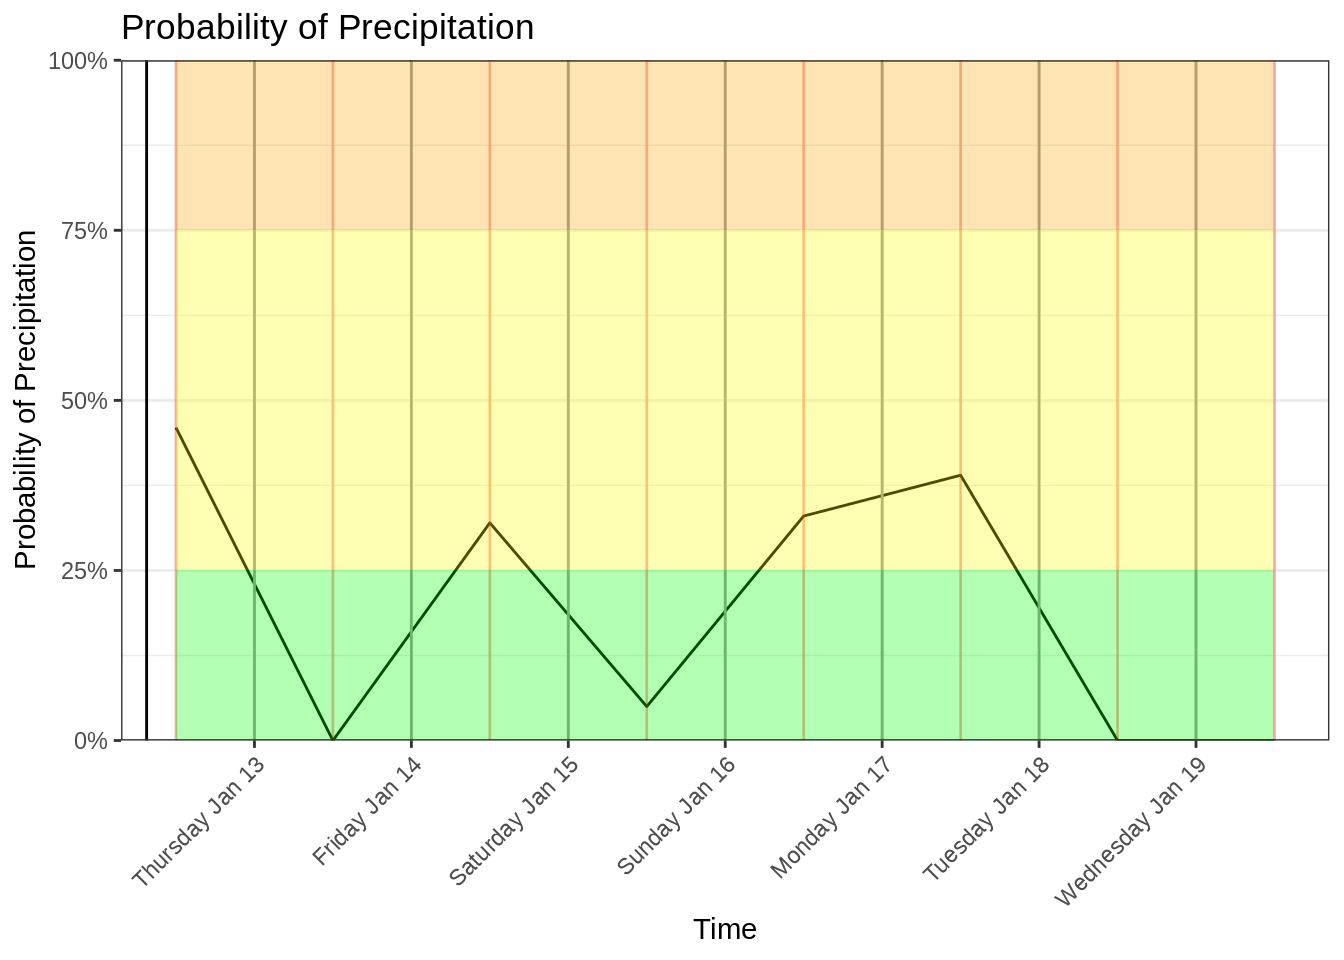 Probability of Precipitation
100%
75%
50%
25%
0%
Probability of Precipitation
Thursday Jan 13
Friday Jan 14
Saturday Jan 15
Sunday Jan 16
Monday Jan 17
Tuesday Jan 18
Wednesday Jan 19
Time